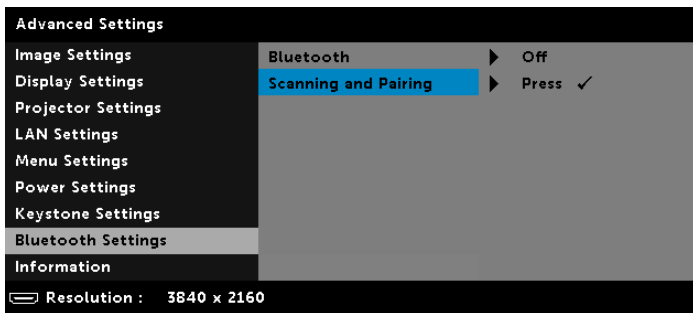 Advanced Settings
Image Settings
Bluetooth Off
Display Settings
Scanning and Pairing Press ✓
Projector Settings
LAN Settings
Menu Settings
Power Settings
Keystone Settings
Bluetooth Settings
Information
Resolution : 3840 x 2160